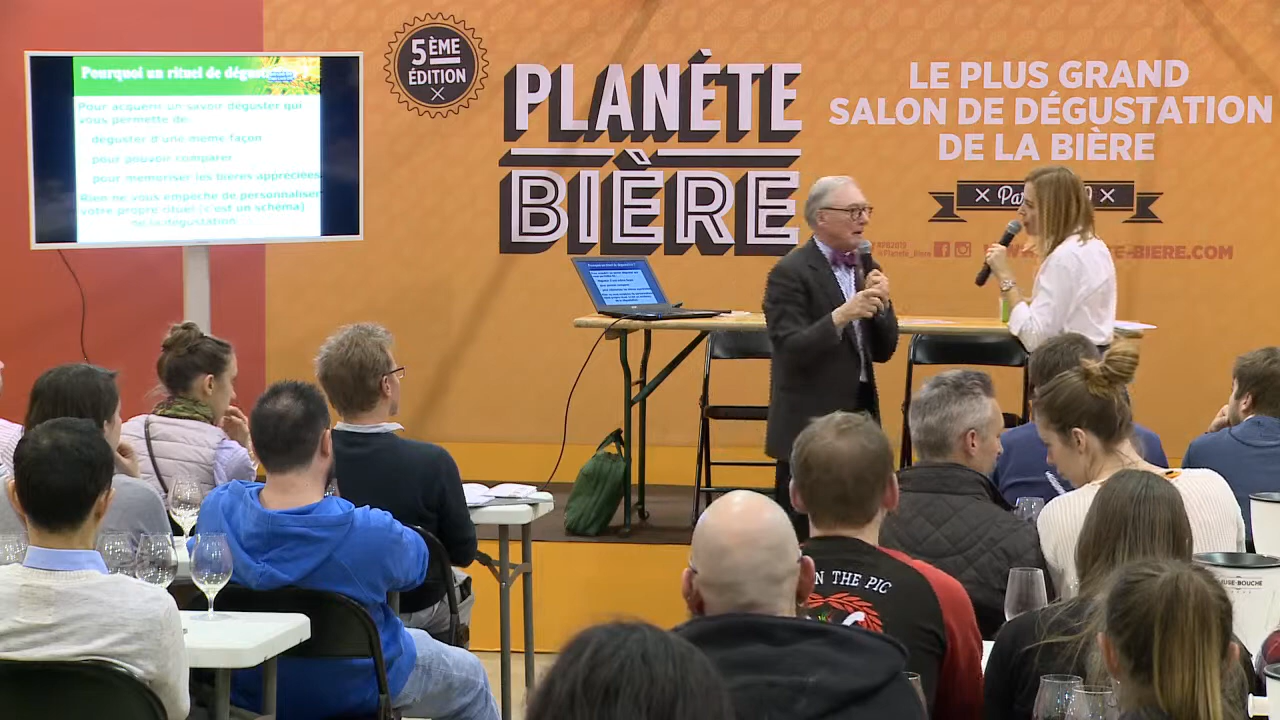 Pourquoi un rituel de
Pour acquérir un savoir déguster qui
vous permette de:
déguster d'une même façon
pour pouvoir comparer
pour mémoriser les bières appréciées
Rien ne vous empêche de personnaliser
votre propre rituel (c'est un schéma)
de la dégustation.
5ÈME
ÉDITION
PLANÈTE
BIÈRE
LE PLUS GRAND
SALON DE DÉGUSTATION
DE LA BIÈRE
@Planete_Biere
-BIERE.COM
N THE PIC
USE-BOUCHE